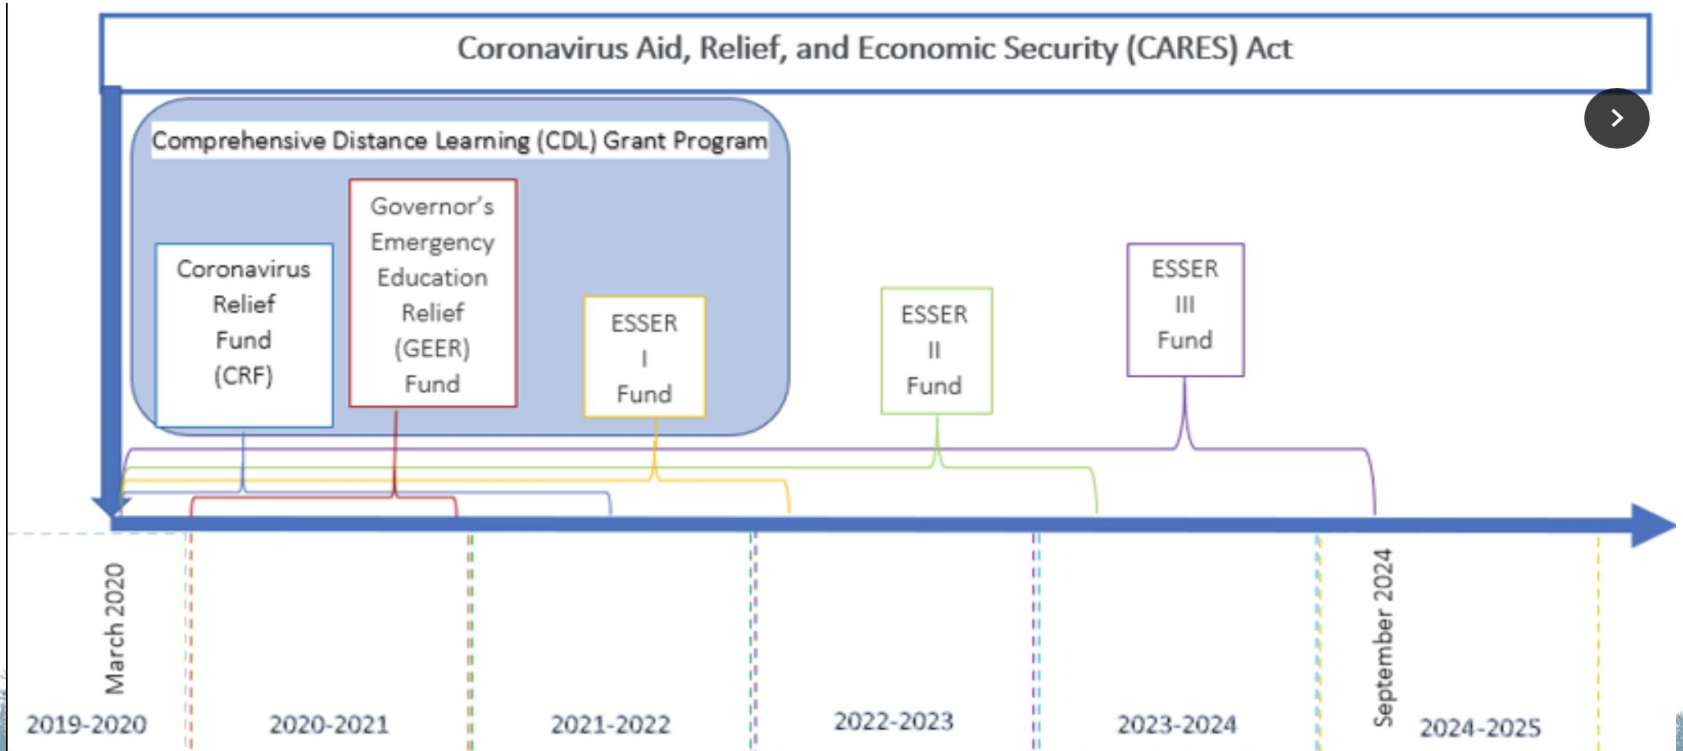 Coronavirus Aid, Relief, and Economic Security (CARES) Act
Comprehensive Distance Learning (CDL) Grant Program
Coronavirus
Relief
Fund
(CRF)
Governor's
Emergency
Education
Relief
(GEER)
Fund
ESSER
I
Fund
ESSER
II
Fund
ESSER
III
Fund
March 2020
September 2024
2019-2020
2020-2021
2021-2022
2022-2023
2023-2024
2024-2025